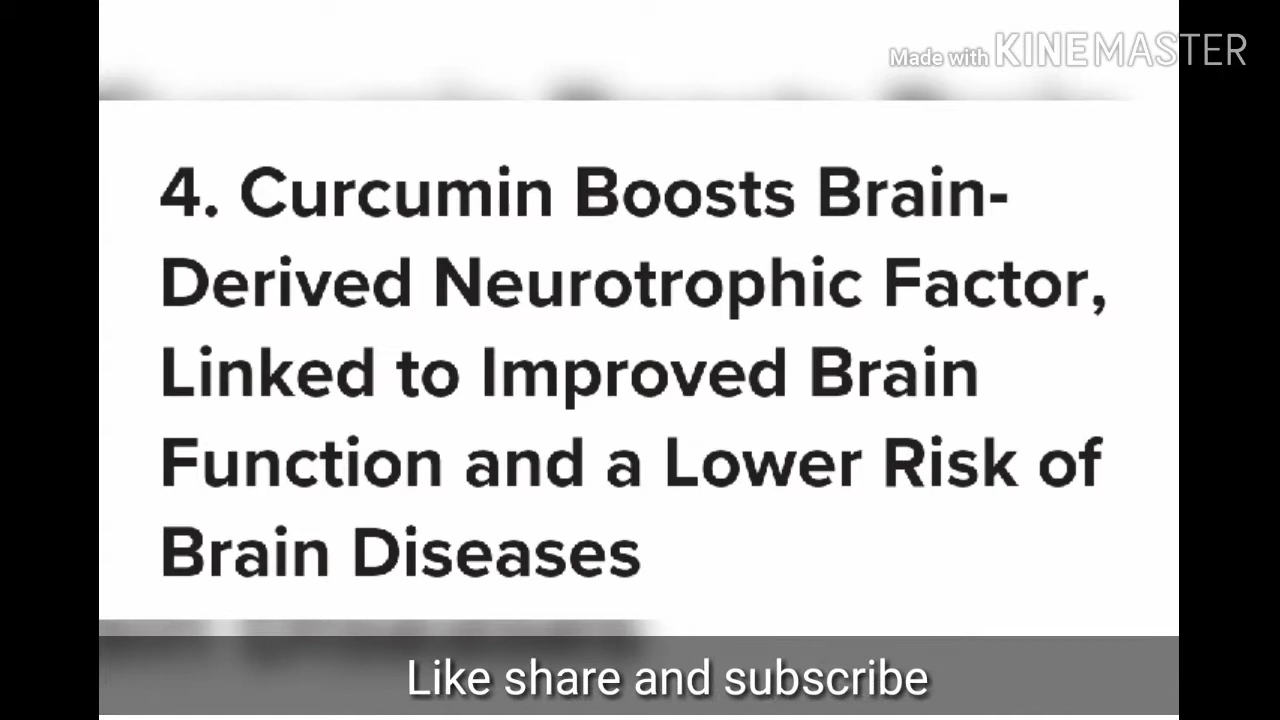 Made with KINEMASTER
4. Curcumin Boosts Brain-
Derived Neurotrophic Factor,
Linked to Improved Brain
Function and a Lower Risk of
Brain Diseases
Like share and subscribe